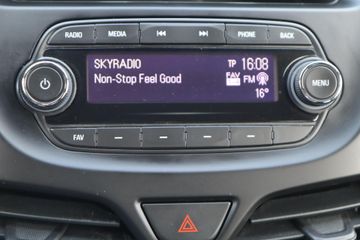 RADIO MEDIA PHONE BACK
SKYRADIO TP 16:08
Non-Stop Feel Good FAV FM
16°
MENU
FAV